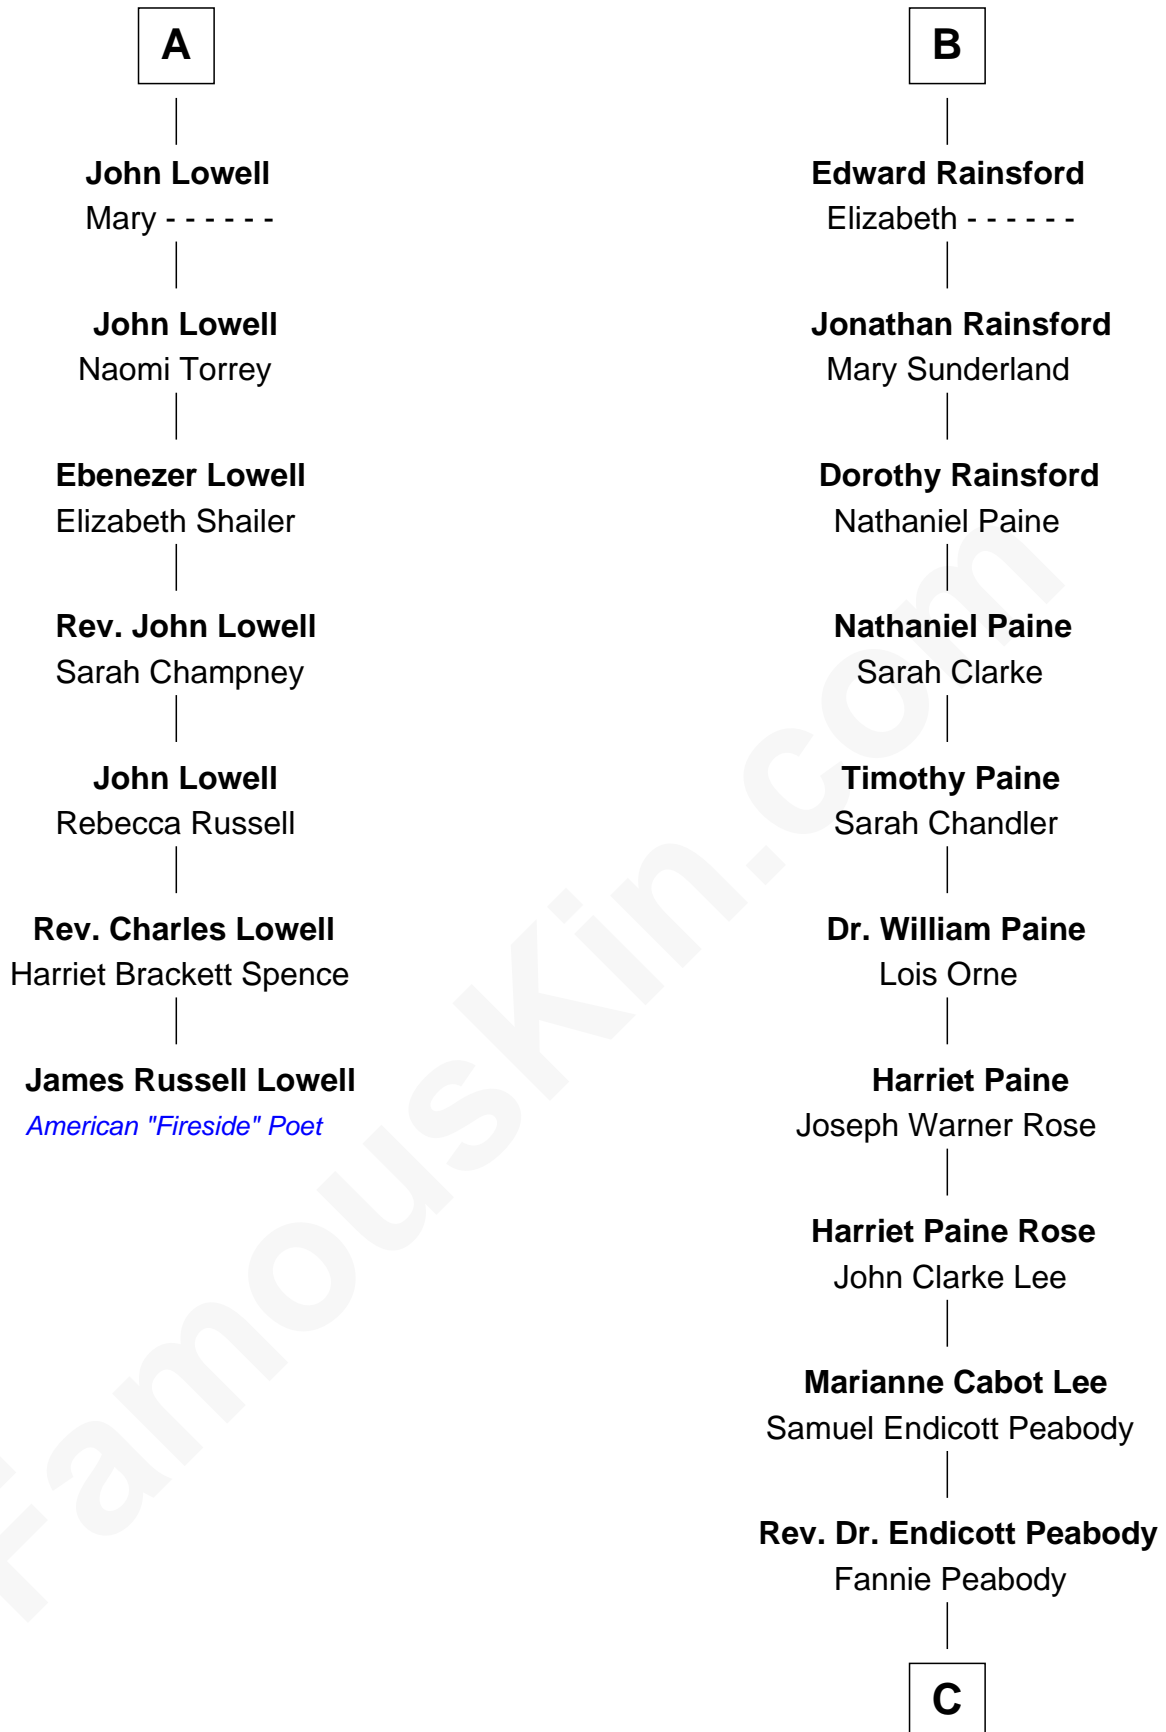 A
John Lowell
Mary - - - - - -
John Lowell
Naomi Torrey
Ebenezer Lowell
Elizabeth Shailer
Rev. John Lowell
Sarah Champney
John Lowell
Rebecca Russell
Rev. Charles Lowell
Harriet Brackett Spence
James Russell Lowell
American "Fireside" Poet
B
Edward Rainsford
Elizabeth - - - - - -
Jonathan Rainsford
Mary Sunderland
Dorothy Rainsford
Nathaniel Paine
Nathaniel Paine
Sarah Clarke
Timothy Paine
Sarah Chandler
Dr. William Paine
Lois Orne
Harriet Paine
Joseph Warner Rose
Harriet Paine Rose
John Clarke Lee
Marianne Cabot Lee
Samuel Endicott Peabody
Rev. Dr. Endicott Peabody
Fannie Peabody
C
FamousKin.com